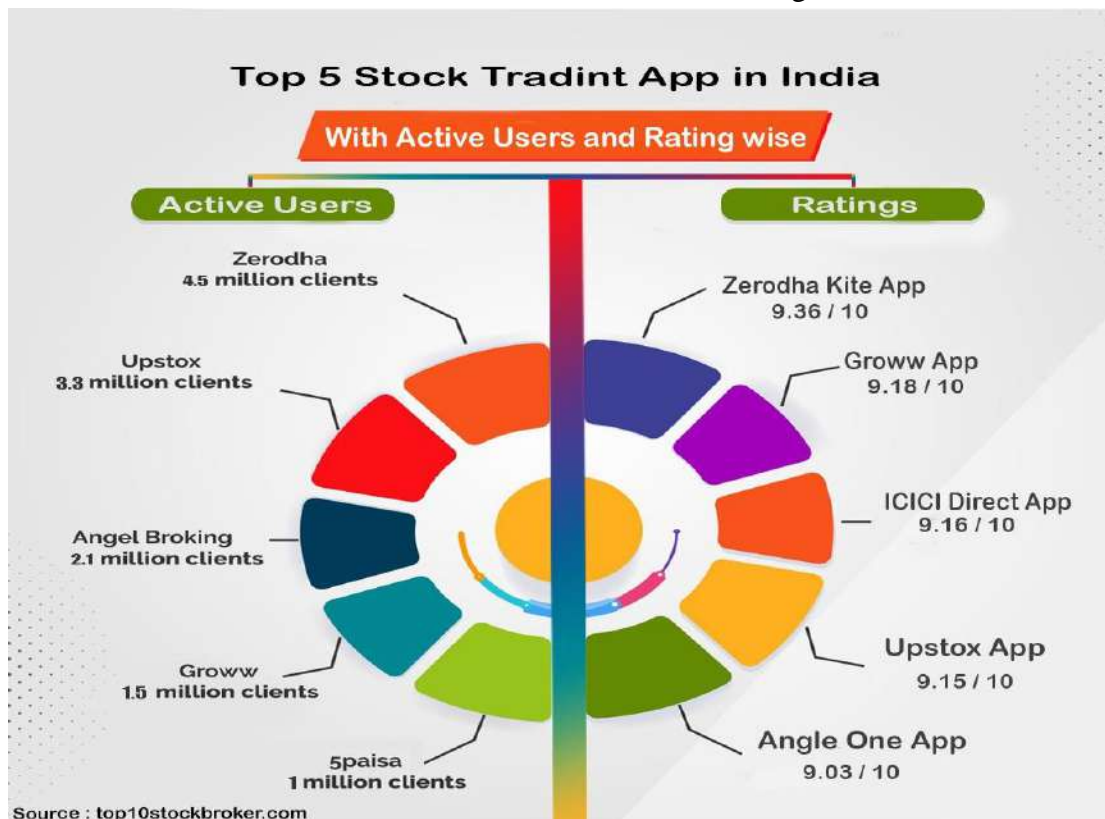 Top 5 Stock Tradint App in India
With Active Users and Rating wise
Active Users
Zerodha
4.5 million clients
Upstox
3.3 million clients
Angel Broking
2.1 million clients
Groww
1.5 million clients
5paisa
1 million clients
Ratings
Zerodha Kite App
9.36 / 10
Groww App
9.18 / 10
ICICI Direct App
9.16 / 10
Upstox App
9.15 / 10
Angle One App
9.03 / 10
Source : top10stockbroker.com